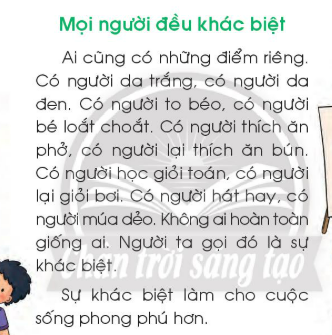 Mọi người đều khác biệt
Ai cũng có những điểm riêng.
Có người da trắng, có người da
đen. Có người to béo, có người
bé loắt choắt. Có người thích ăn
phở, có người lại thích ăn bún.
Có người học giỏi toán, có người
lại giỏi bơi. Có người hát hay, có
người múa dẻo. Không ai hoàn toàn
giống ai. Người ta gọi đó là sự
khác biệt.
trời sáng tạo
Sự khác biệt làm cho cuộc
sống phong phú hơn.